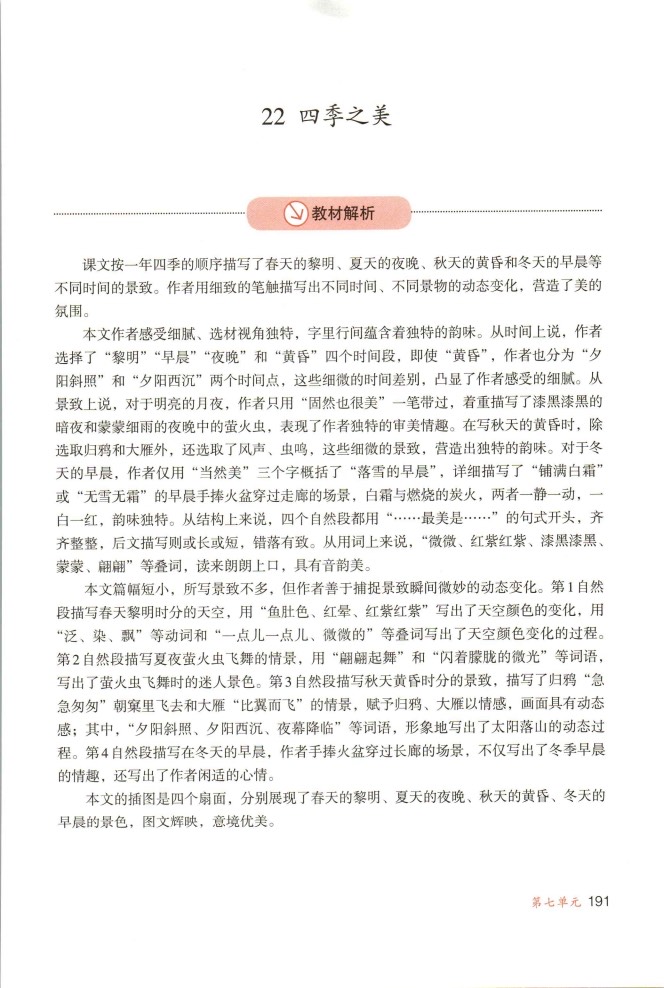 22 四季之美
教材解析
课文按一年四季的顺序描写了春天的黎明、夏天的夜晚、秋天的黄昏和冬天的早晨等
不同时间的景致。作者用细致的笔触描写出不同时间、不同景物的动态变化，营造了美的
氛围。
本文作者感受细腻、选材视角独特，字里行间蕴含着独特的韵味。从时间上说，作者
选择了“黎明”“早晨”“夜晚”和“黄昏”四个时间段，即使“黄昏”，作者也分为“夕
阳斜照”和“夕阳西沉”两个时间点，这些细微的时间差别，凸显了作者感受的细腻。从
景致上说，对于明亮的月夜，作者只用“固然也很美”一笔带过，着重描写了漆黑漆黑的
暗夜和蒙蒙细雨的夜晚中的萤火虫，表现了作者独特的审美情趣。在写秋天的黄昏时，除
选取归鸦和大雁外，还选取了风声、虫鸣，这些细微的景致，营造出独特的韵味。对于冬
天的早晨，作者仅用“当然美”三个字概括了“落雪的早晨”，详细描写了“铺满白霜”
或“无雪无霜”的早晨手捧火盆穿过走廊的场景，白霜与燃烧的炭火，两者一静一动，一
白一红，韵味独特。从结构上来说，四个自然段都用“……最美是……”的句式开头，齐
齐整整，后文描写则或长或短，错落有致。从用词上来说，“微微、红紫红紫、漆黑漆黑、
蒙蒙、翩翩”等叠词，读来朗朗上口，具有音韵美。
本文篇幅短小，所写景致不多，但作者善于捕捉景致瞬间微妙的动态变化。第1自然
段描写春天黎明时分的天空，用“鱼肚色、红晕、红紫红紫”写出了天空颜色的变化，用
“泛、染、飘”等动词和“一点儿一点儿、微微的”等叠词写出了天空颜色变化的过程。
第2自然段描写夏夜萤火虫飞舞的情景，用“翩翩起舞”和“闪着朦胧的微光”等词语，
写出了萤火虫飞舞时的迷人景色。第3自然段描写秋天黄昏时分的景致，描写了归鸦“急
急匆匆”朝窠里飞去和大雁“比翼而飞”的情景，赋予归鸦、大雁以情感，画面具有动态
感；其中，“夕阳斜照、夕阳西沉、夜幕降临”等词语，形象地写出了太阳落山的动态过
程。第4自然段描写在冬天的早晨，作者手捧火盆穿过长廊的场景，不仅写出了冬季早晨
的情趣，还写出了作者闲适的心情。
本文的插图是四个扇面，分别展现了春天的黎明、夏天的夜晚、秋天的黄昏、冬天的
早晨的景色，图文辉映，意境优美。
第七单元 191